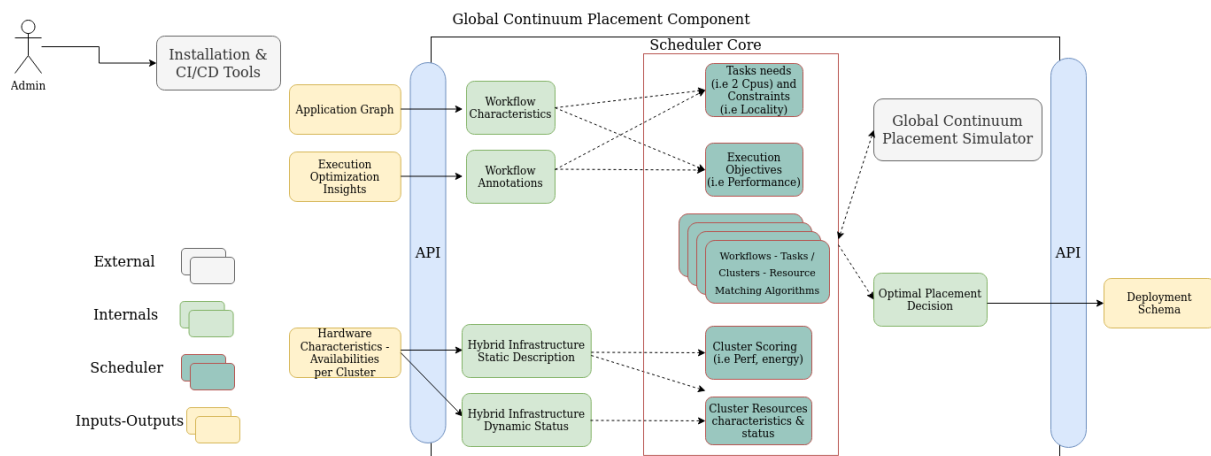 Global Continuum Placement Component
Admin
Installation &
CI/CD Tools
Scheduler Core
API
Application Graph
Execution
Optimization
Insights
Workflow
Characteristics
Workflow
Annotations
Tasks needs
(i.e 2 Cpus) and
Constraints
(i.e Locality)
Execution
Objectives
(i.e Performance)
Workflows - Tasks /
Clusters - Resource
Matching Algorithms
Global Continuum
Placement Simulator
API
Optimal Placement
Decision
Deployment
Schema
External
Internals
Scheduler
Inputs-Outputs
Hardware
Characteristics -
Availabilities
per Cluster
Hybrid Infrastructure
Static Description
Hybrid Infrastructure
Dynamic Status
Cluster Scoring
(i.e Perf, energy)
Cluster Resources
characteristics &
status